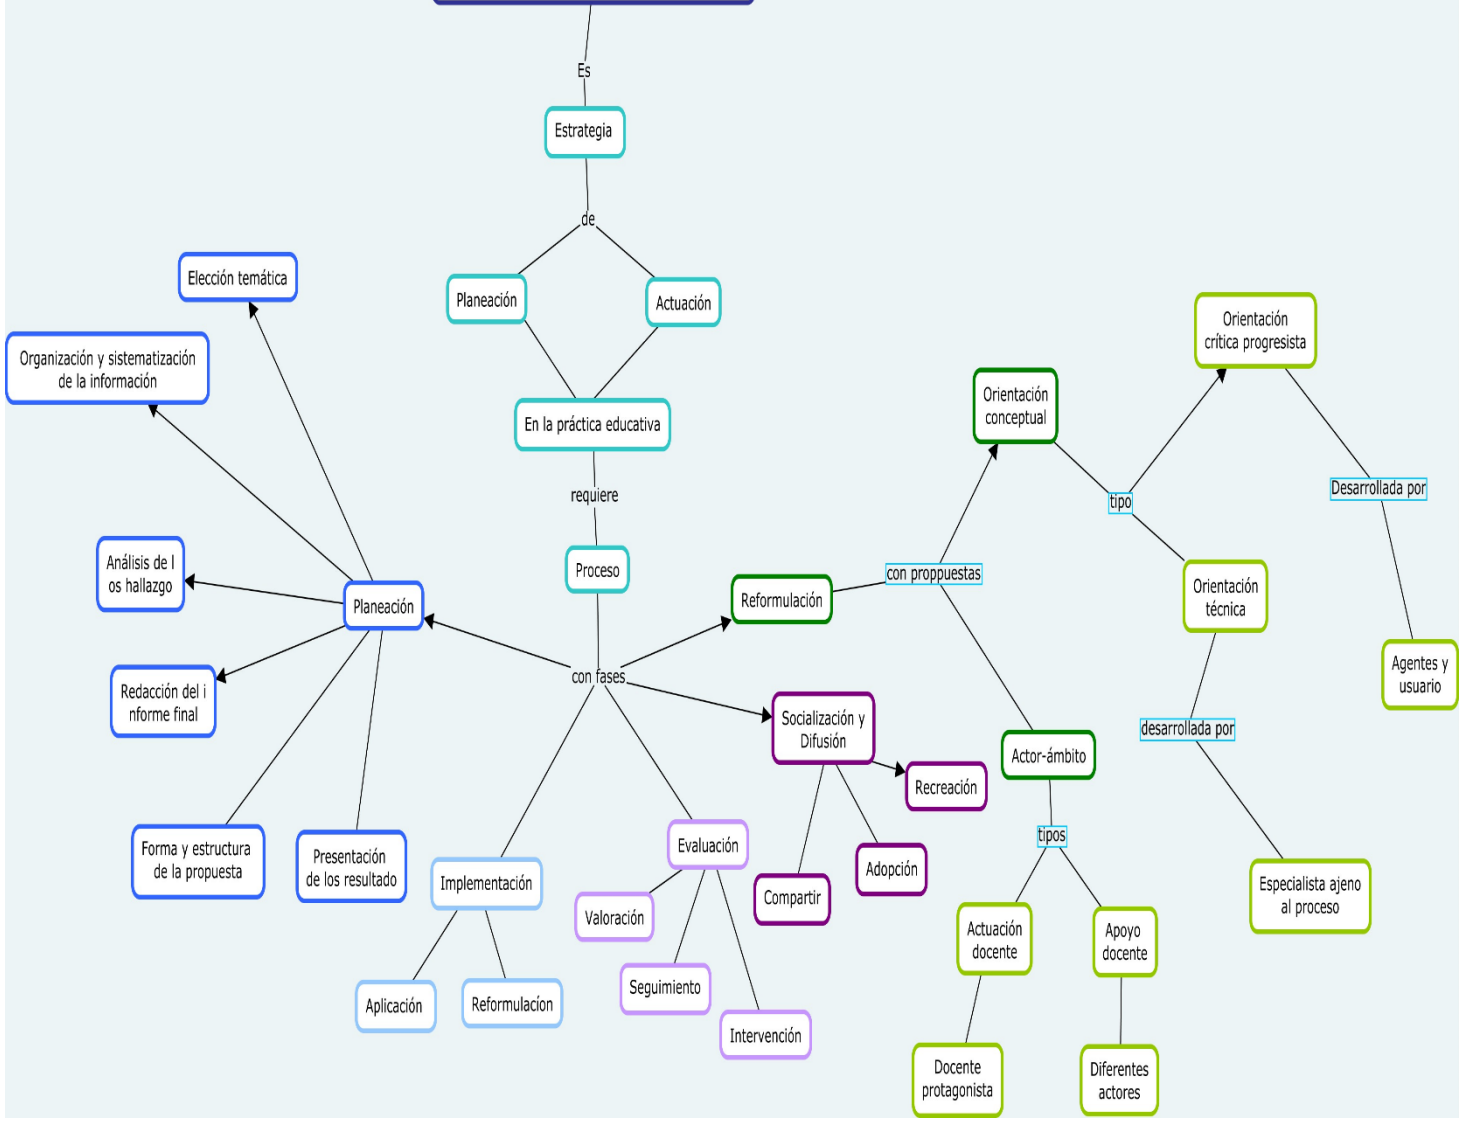 Es
Estrategia
de
Planeación
Actuación
En la práctica educativa
requiere
Proceso
con fases
Planeación
Elección temática
Organización y sistematización
de la información
Análisis de l
os hallazgo
Redacción del i
nforme final
Forma y estructura
de la propuesta
Presentación
de los resultado
Implementación
Aplicación
Reformulacíon
Evaluación
Valoración
Seguimiento
Intervención
Socialización y
Difusión
Compartir
Adopción
Recreación
Reformulación
con proppuestas
Orientación
conceptual
tipo
Orientación
crítica progresista
Desarrollada por
Agentes y
usuario
Orientación
técnica
desarrollada por
Especialista ajeno
al proceso
Actor-ámbito
tipos
Actuación
docente
Docente
protagonista
Apoyo
docente
Diferentes
actores